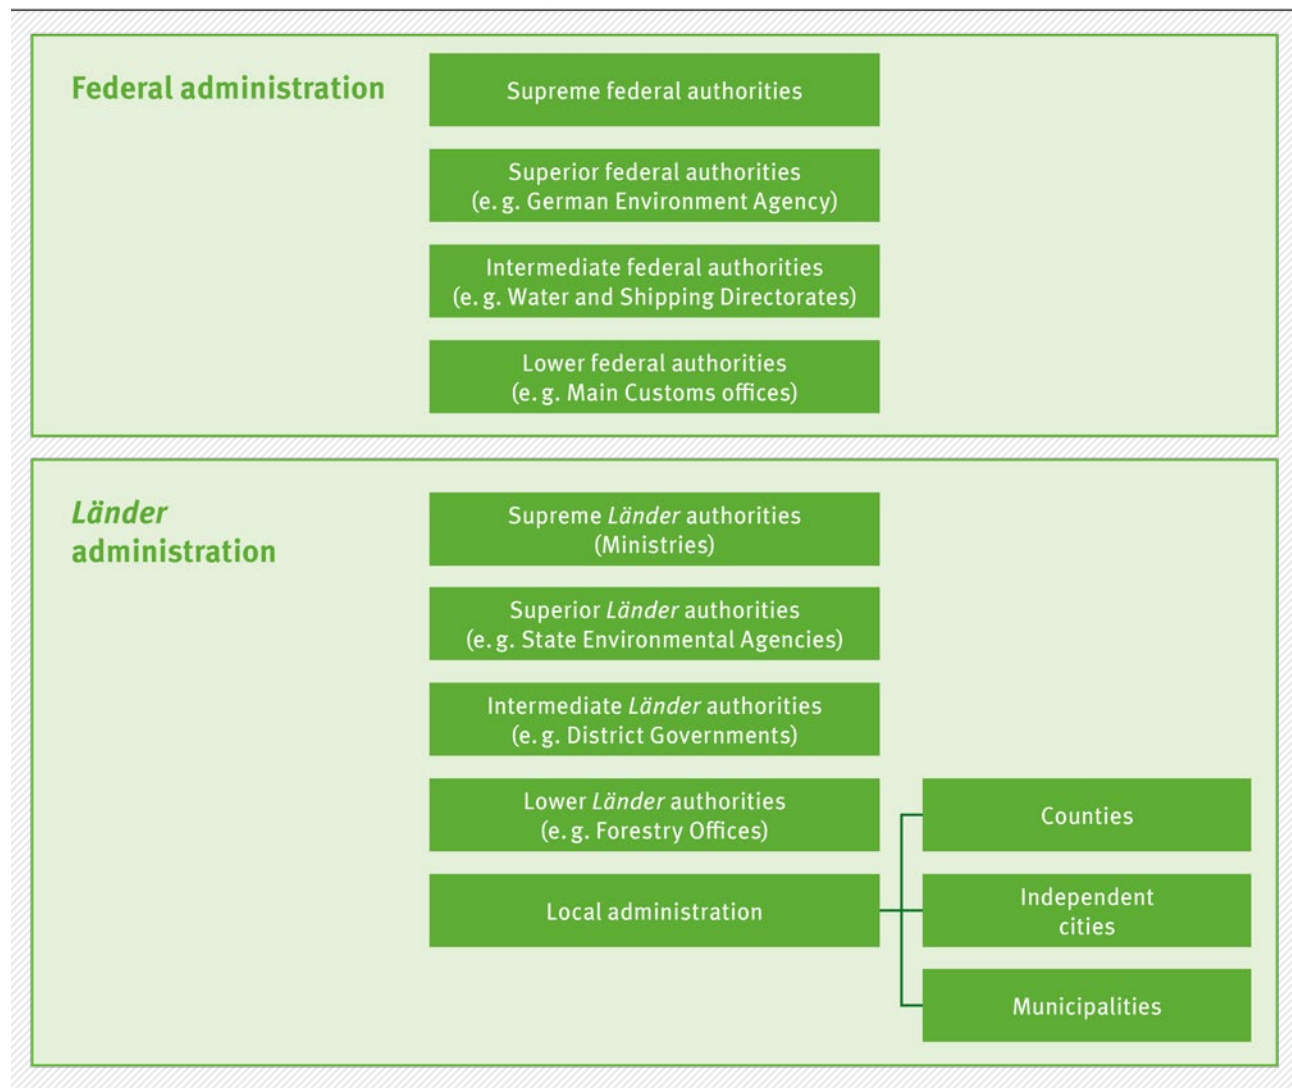 Federal administration
Supreme federal authorities
Superior federal authorities
(e. g. German Environment Agency)
Intermediate federal authorities
(e. g. Water and Shipping Directorates)
Lower federal authorities
(e. g. Main Customs offices)
Länder
administration
Supreme Länder authorities
(Ministries)
Superior Länder authorities
(e. g. State Environmental Agencies)
Intermediate Länder authorities
(e. g. District Governments)
Lower Länder authorities
(e. g. Forestry Offices)
Local administration
Counties
Independent
cities
Municipalities